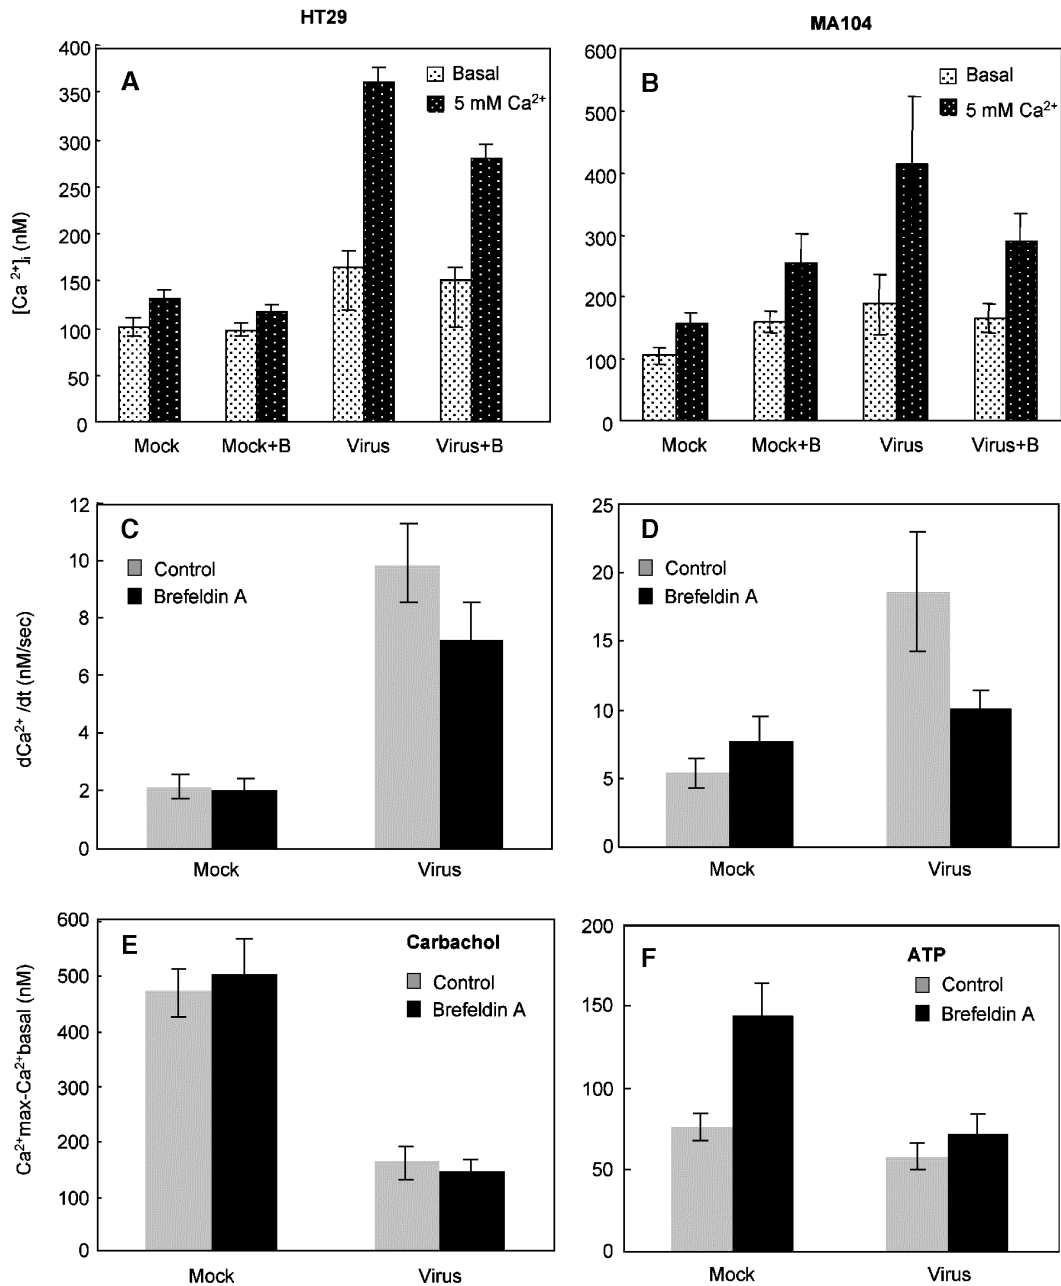 HT29
MA104
A
Basal
5 mM Ca2+
[Ca 2+]i (nM)
400
350
300
250
200
150
100
50
0
Mock Mock+B Virus Virus+B
B
Basal
5 mM Ca2+
600
500
400
300
200
100
0
Mock Mock+B Virus Virus+B
C
Control
Brefeldin A
dCa2+ /dt (nM/sec)
12
10
8
6
4
2
0
Mock Virus
D
Control
Brefeldin A
25
20
15
10
5
0
Mock Virus
E
Carbachol
Control
Brefeldin A
Ca2+max-Ca2+basal (nM)
600
500
400
300
200
100
0
Mock Virus
F
ATP
Control
Brefeldin A
200
150
100
50
0
Mock Virus